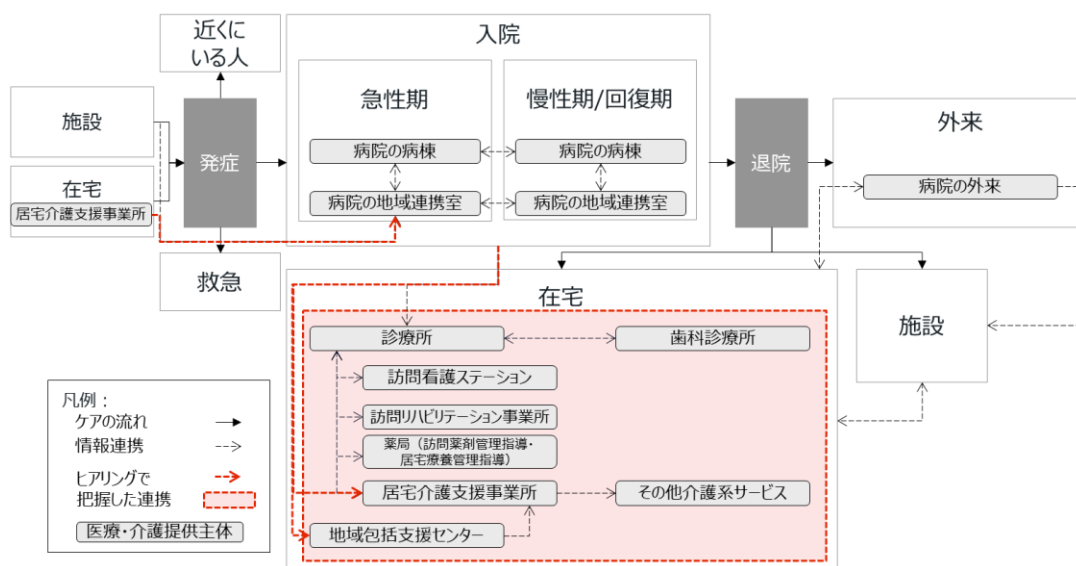 近くに
いる人
施設
在宅
居宅介護支援事業所
発症
救急
入院
急性期
病院の病棟
病院の地域連携室
慢性期/回復期
病院の病棟
病院の地域連携室
退院
外来
病院の外来
在宅
診療所
歯科診療所
訪問看護ステーション
訪問リハビリテーション事業所
薬局（訪問薬剤管理指導・
居宅療養管理指導）
居宅介護支援事業所
その他介護系サービス
地域包括支援センター
施設
凡例：
ケアの流れ
情報連携
ヒアリングで
把握した連携
医療・介護提供主体